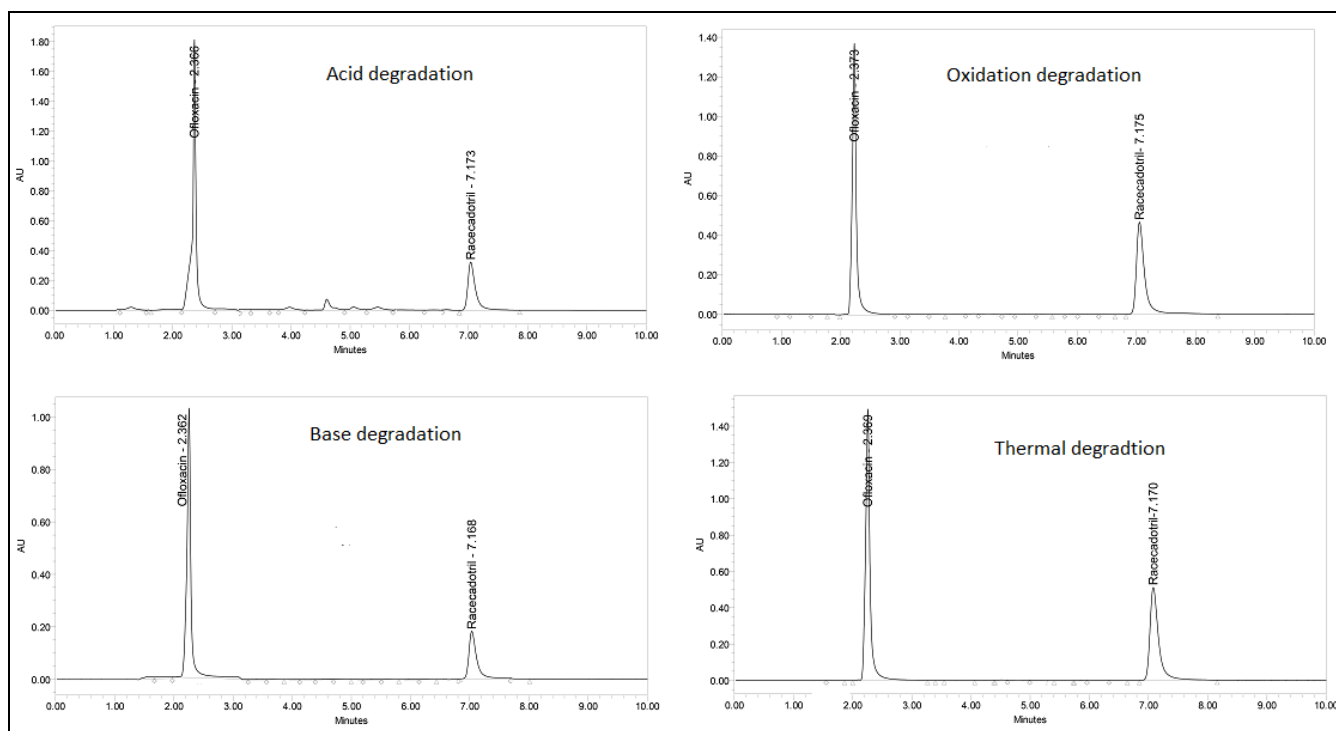 Acid degradation
AU
1.80
1.60
1.40
1.20
1.00
0.80
0.60
0.40
0.20
0.00
Ofloxacin - 2.366
Racecadotril - 7.173
0.00 1.00 2.00 3.00 4.00 5.00 6.00 7.00 8.00 9.00 10.00
Minutes
Oxidation degradation
AU
1.40
1.20
1.00
0.80
0.60
0.40
0.20
0.00
Ofloxacin - 2.373
Racecadotril- 7.175
0.00 1.00 2.00 3.00 4.00 5.00 6.00 7.00 8.00 9.00 10.00
Minutes
Base degradation
AU
1.00
0.80
0.60
0.40
0.20
0.00
Ofloxacin - 2.362
Racecadotril - 7.168
0.00 1.00 2.00 3.00 4.00 5.00 6.00 7.00 8.00 9.00 10.00
Minutes
Thermal degradtion
AU
1.40
1.20
1.00
0.80
0.60
0.40
0.20
0.00
Ofloxacin - 2.369
Racecadotril-7.170
0.00 1.00 2.00 3.00 4.00 5.00 6.00 7.00 8.00 9.00 10.00
Minutes